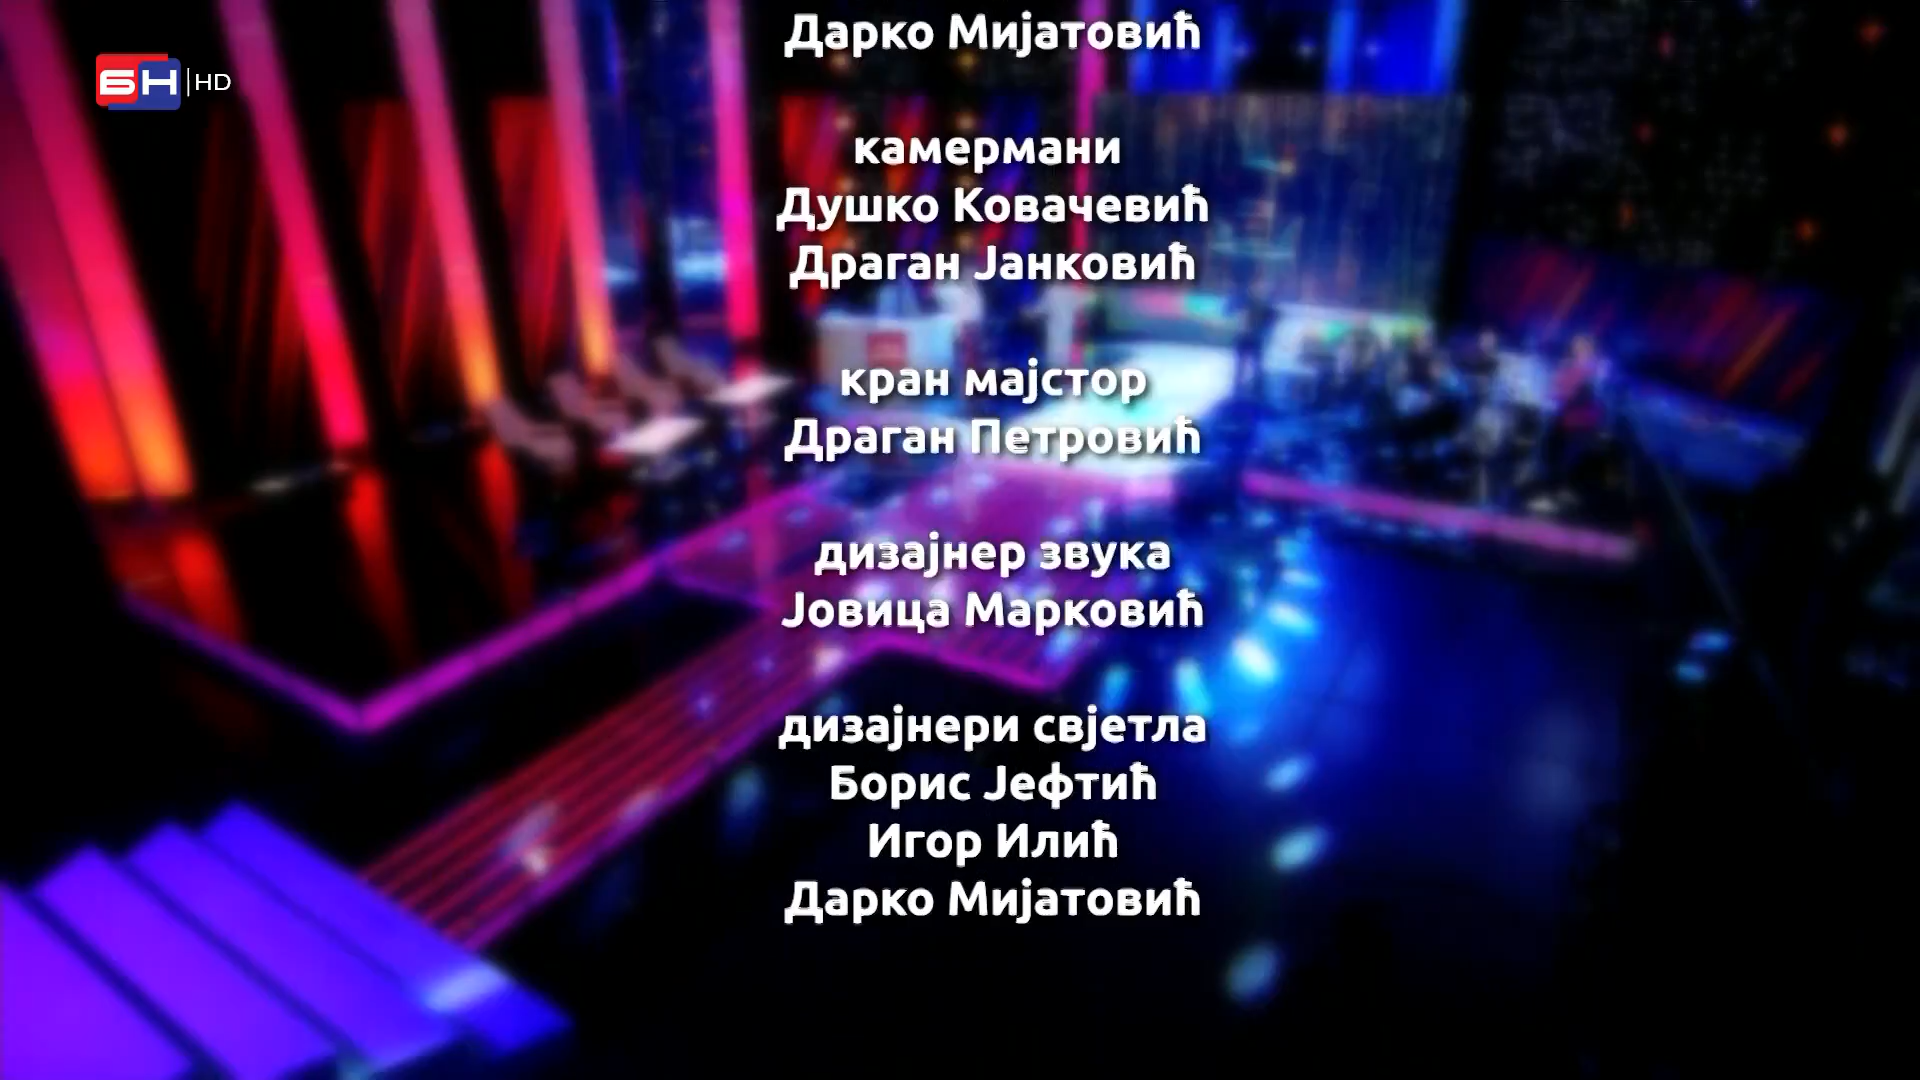 Дарко Мијатовић
БН HD
камермани
Душко Ковачевић
Драган Јанковић
кран мајстор
Драган Петровић
дизајнер звука
Јовица Марковић
дизајнери свјетла
Борис Јефтић
Игор Илић
Дарко Мијатовић